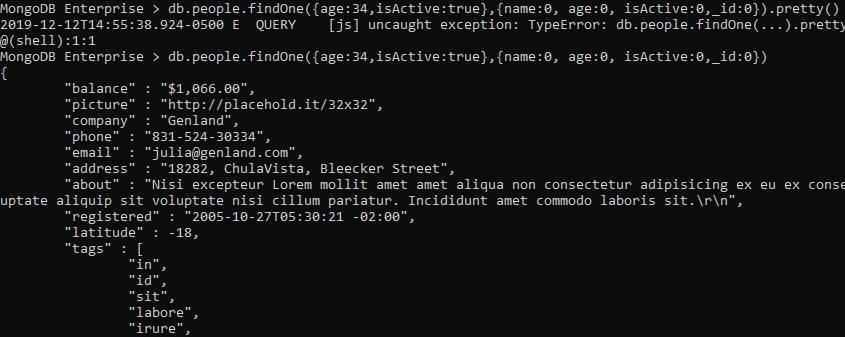 MongoDB Enterprise > db.people.findOne({age:34,isActive:true},{name:0, age:0, isActive:0,_id:0}).pretty()
2019-12-12T14:55:38.924-0500 E  QUERY    [js] uncaught exception: TypeError: db.people.findOne(...).pretty
@(shell):1:1
MongoDB Enterprise > db.people.findOne({age:34,isActive:true},{name:0, age:0, isActive:0,_id:0})
{
        "balance" : "$1,066.00",
        "picture" : "http://placehold.it/32x32",
        "company" : "Genland",
        "phone" : "831-524-30334",
        "email" : "julia@genland.com",
        "address" : "18282, ChulaVista, Bleecker Street",
        "about" : "Nisi excepteur Lorem mollit amet amet aliqua non consectetur adipisicing ex eu ex conse
uptate aliquip sit voluptate nisi cillum pariatur. Incididunt amet commodo laboris sit.\r\n",
        "registered" : "2005-10-27T05:30:21 -02:00",
        "latitude" : -18,
        "tags" : [
                "in",
                "id",
                "sit",
                "labore",
                "irure",